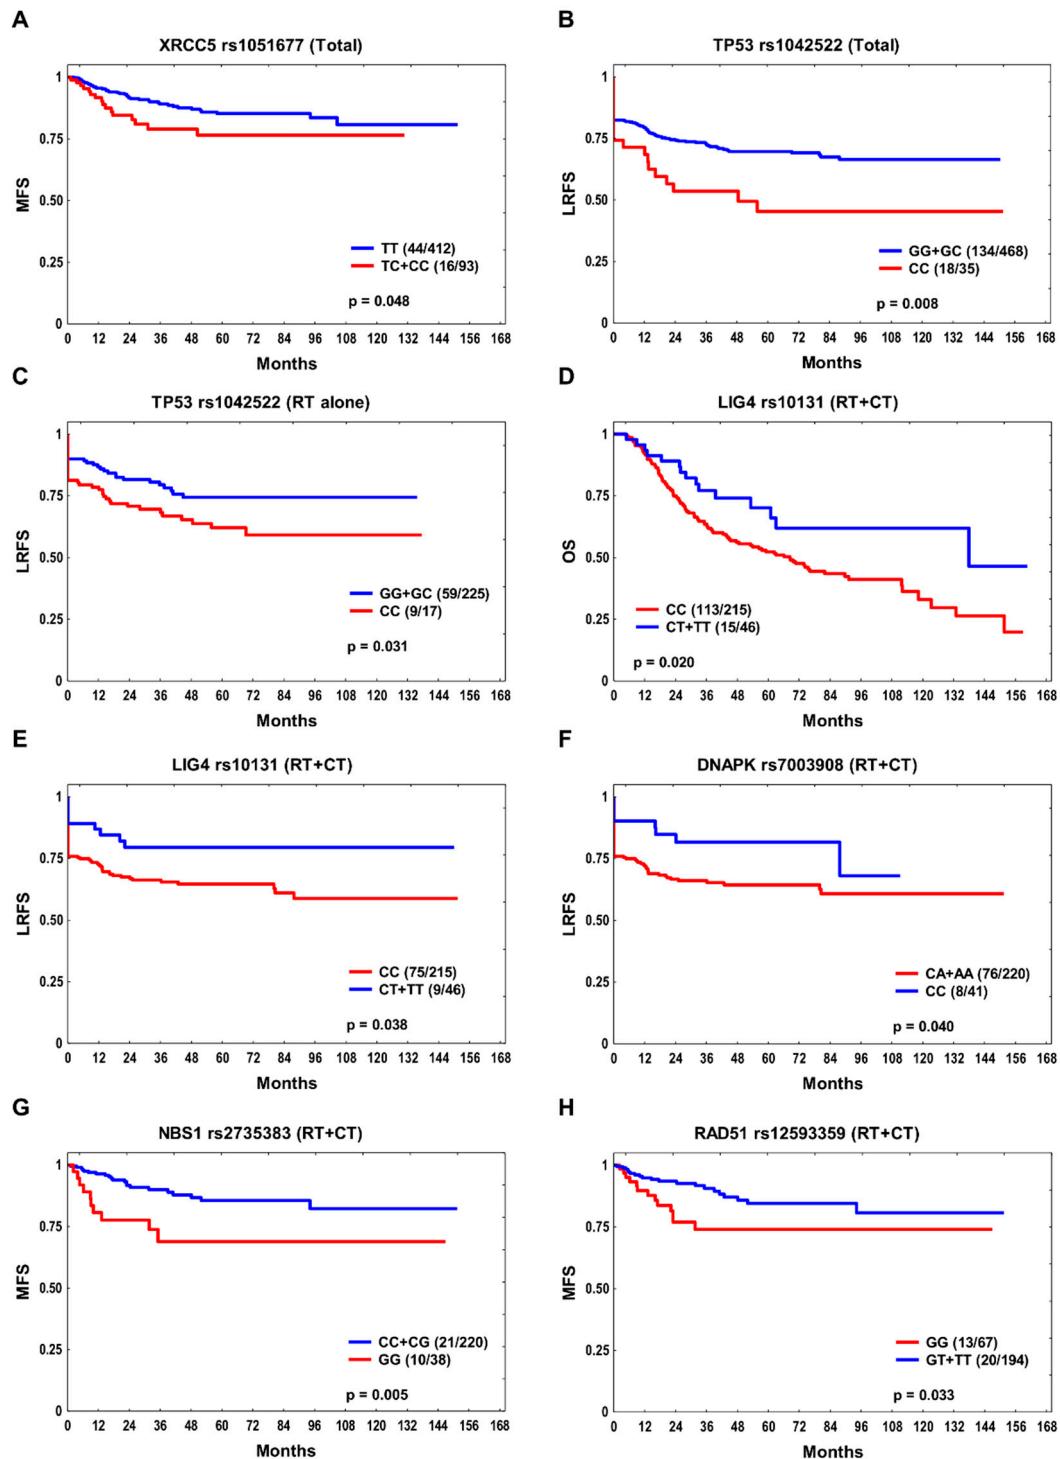 A
XRCC5 rs1051677 (Total)
1
0.75
0.50
0.25
0
MFS
TT (44/412)
TC+CC (16/93)
p = 0.048
0 12 24 36 48 60 72 84 96 108 120 132 144 156 168
Months
B
TP53 rs1042522 (Total)
1
0.75
0.50
0.25
0
LRFS
GG+GC (134/468)
CC (18/35)
p = 0.008
0 12 24 36 48 60 72 84 96 108 120 132 144 156 168
Months
C
TP53 rs1042522 (RT alone)
1
0.75
0.50
0.25
0
LRFS
GG+GC (59/225)
CC (9/17)
p = 0.031
0 12 24 36 48 60 72 84 96 108 120 132 144 156 168
Months
D
LIG4 rs10131 (RT+CT)
1
0.75
0.50
0.25
0
OS
CC (113/215)
CT+TT (15/46)
p = 0.020
0 12 24 36 48 60 72 84 96 108 120 132 144 156 168
Months
E
LIG4 rs10131 (RT+CT)
1
0.75
0.50
0.25
0
LRFS
CC (75/215)
CT+TT (9/46)
p = 0.038
0 12 24 36 48 60 72 84 96 108 120 132 144 156 168
Months
F
DNAPK rs7003908 (RT+CT)
1
0.75
0.50
0.25
0
LRFS
CA+AA (76/220)
CC (8/41)
p = 0.040
0 12 24 36 48 60 72 84 96 108 120 132 144 156 168
Months
G
NBS1 rs2735383 (RT+CT)
1
0.75
0.50
0.25
0
MFS
CC+CG (21/220)
GG (10/38)
p = 0.005
0 12 24 36 48 60 72 84 96 108 120 132 144 156 168
Months
H
RAD51 rs12593359 (RT+CT)
1
0.75
0.50
0.25
0
MFS
GG (13/67)
GT+TT (20/194)
p = 0.033
0 12 24 36 48 60 72 84 96 108 120 132 144 156 168
Months